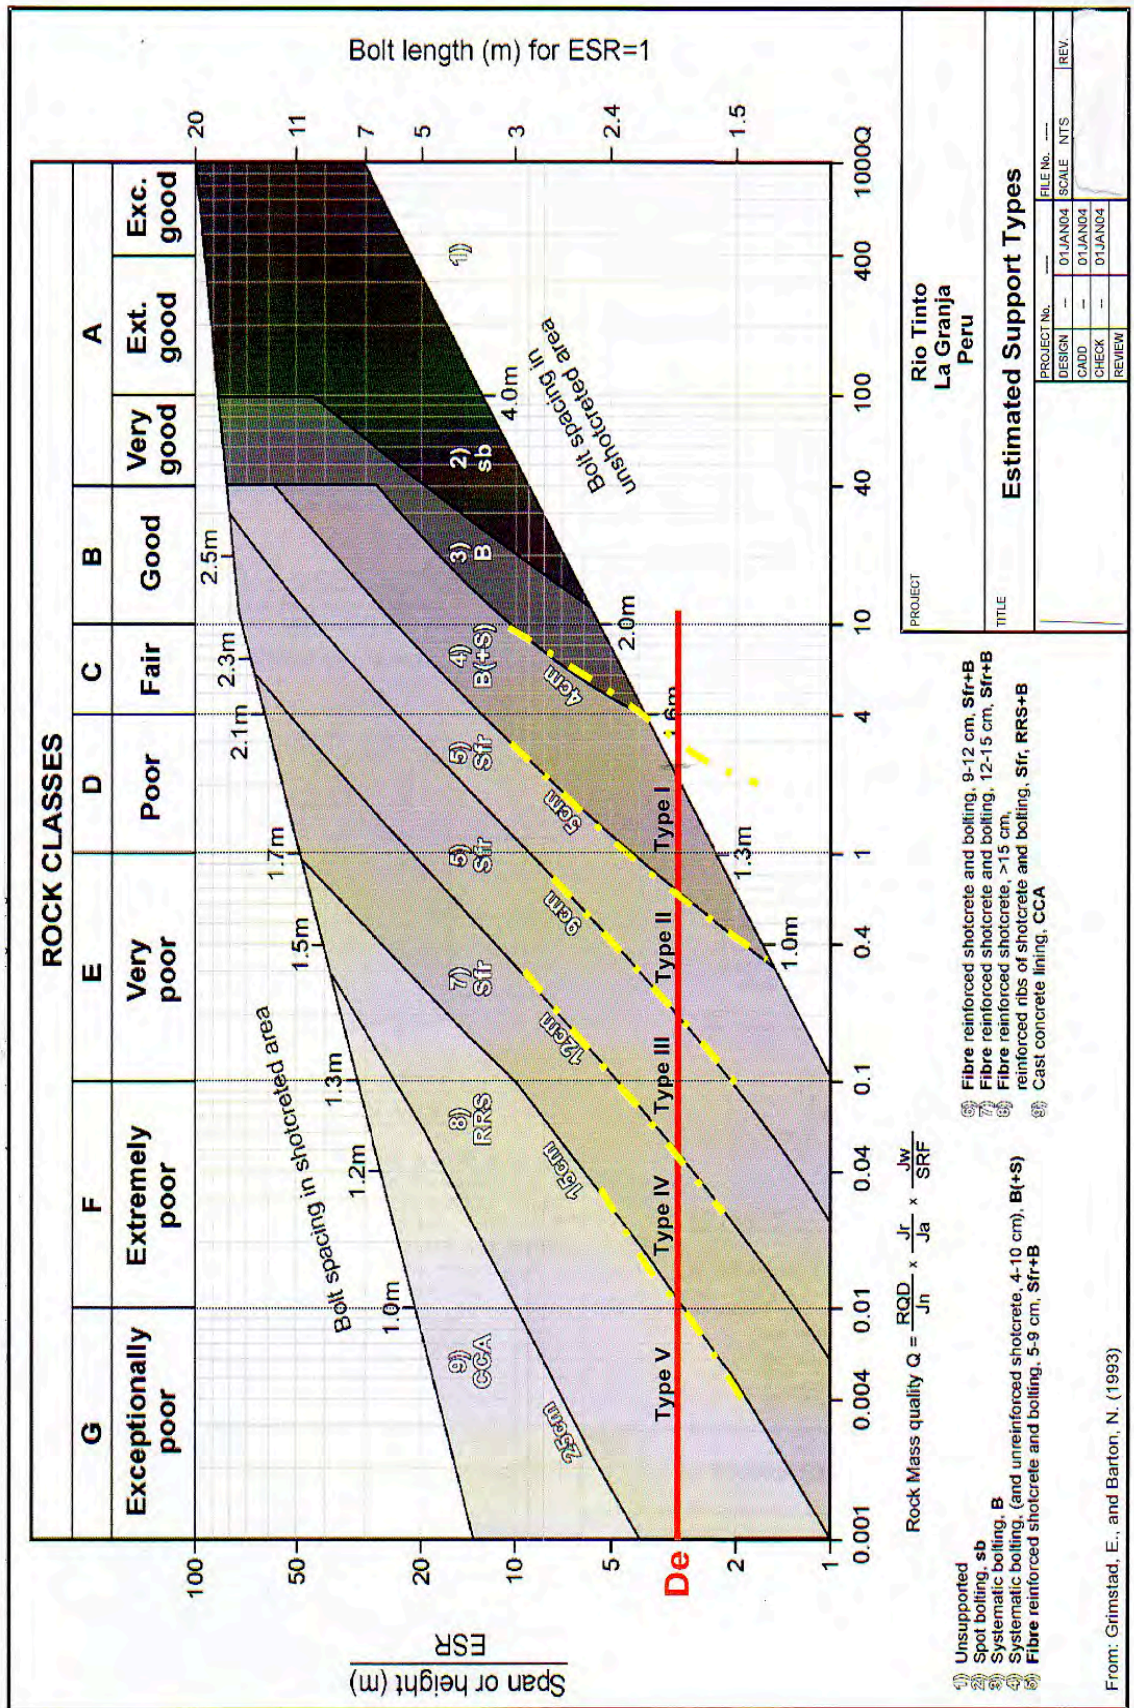 ROCK CLASSES
G
F
E
D
C
B
A
Exceptionally
poor
Extremely
poor
Very
poor
Poor
Fair
Good
Very
good
Ext.
good
Exc.
good
Span or height (m)
ESR
100
50
20
10
5
De
2
1
Bolt length (m) for ESR=1
20
11
7
5
3
2.4
1.5
0.001
0.004
0.01
0.04
0.1
0.4
1
4
10
40
100
400
1000Q
Bolt spacing in shotcreted area
1.0m
1.2m
1.3m
1.5m
1.7m
2.1m
2.3m
2.5m
9)
CCA
8)
RRS
7)
Sfr
5)
Sfr
5)
Sfr
4)
B(+S)
3)
B
2)
sb
1)
25cm
15cm
12cm
9cm
5cm
4cm
Type V
Type IV
Type III
Type II
Type I
1.0m
1.3m
1.6m
2.0m
4.0m
Bolt spacing in
unshotcreted area
Rock Mass quality Q = RQD/Jn × Jr/Ja × Jw/SRF
1) Unsupported
2) Spot bolting, sb
3) Systematic bolting, B
4) Systematic bolting, (and unreinforced shotcrete, 4-10 cm), B(+S)
5) Fibre reinforced shotcrete and bolting, 5-9 cm, Sfr+B
6) Fibre reinforced shotcrete and bolting, 9-12 cm, Sfr+B
7) Fibre reinforced shotcrete and bolting, 12-15 cm, Sfr+B
8) Fibre reinforced shotcrete, >15 cm,
reinforced ribs of shotcrete and bolting, Sfr, RRS+B
9) Cast concrete lining, CCA
From: Grimstad, E., and Barton, N. (1993)
PROJECT
Rio Tinto
La Granja
Peru
TITLE
Estimated Support Types
PROJECT No. ---- FILE No. ----
DESIGN -- 01JAN04 SCALE NTS REV.
CADD -- 01JAN04
CHECK -- 01JAN04
REVIEW